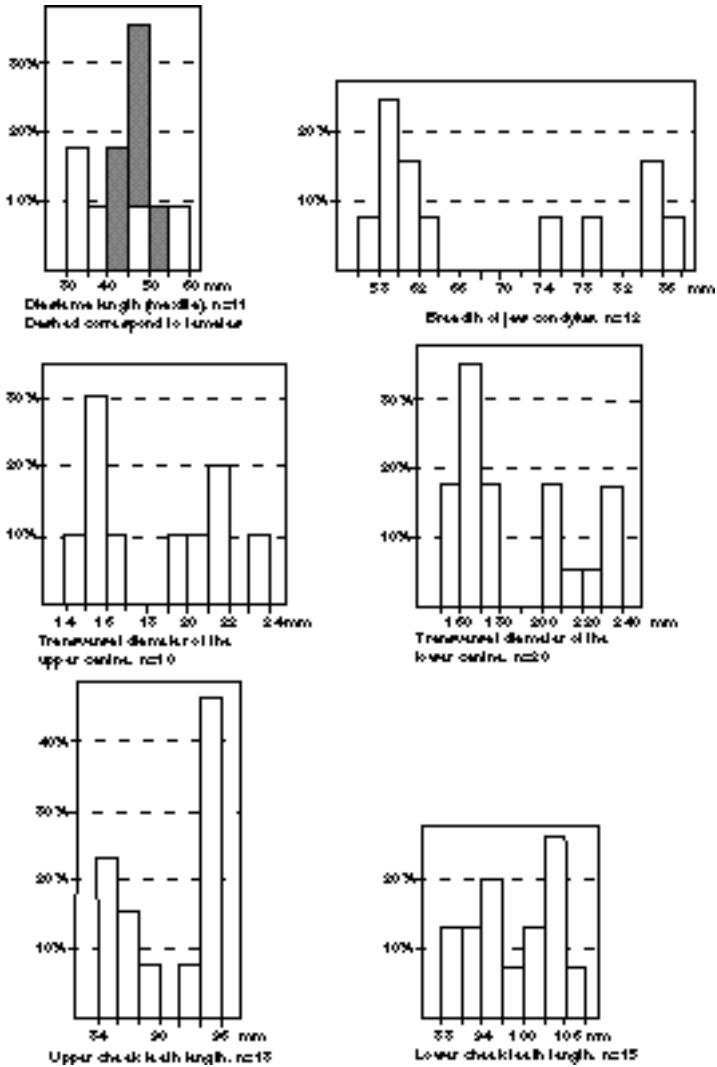 30%
20%
10%
30 40 50 60 mm
Diasteme length (maxilla). n=11
Dashed correspond to females
20%
10%
58 62 66 70 74 78 82 86 mm
Breadth of jaw condyles. n=12
30%
20%
10%
14 16 18 20 22 24mm
Transversal diameter of the
upper canine. n=10
30%
20%
10%
160 180 200 220 240 mm
Transversal diameter of the
lower canine. n=20
40%
30%
20%
10%
84 90 95 mm
Upper cheek teeth length. n=13
20%
10%
88 94 100 106 mm
Lower cheek teeth length. n=15